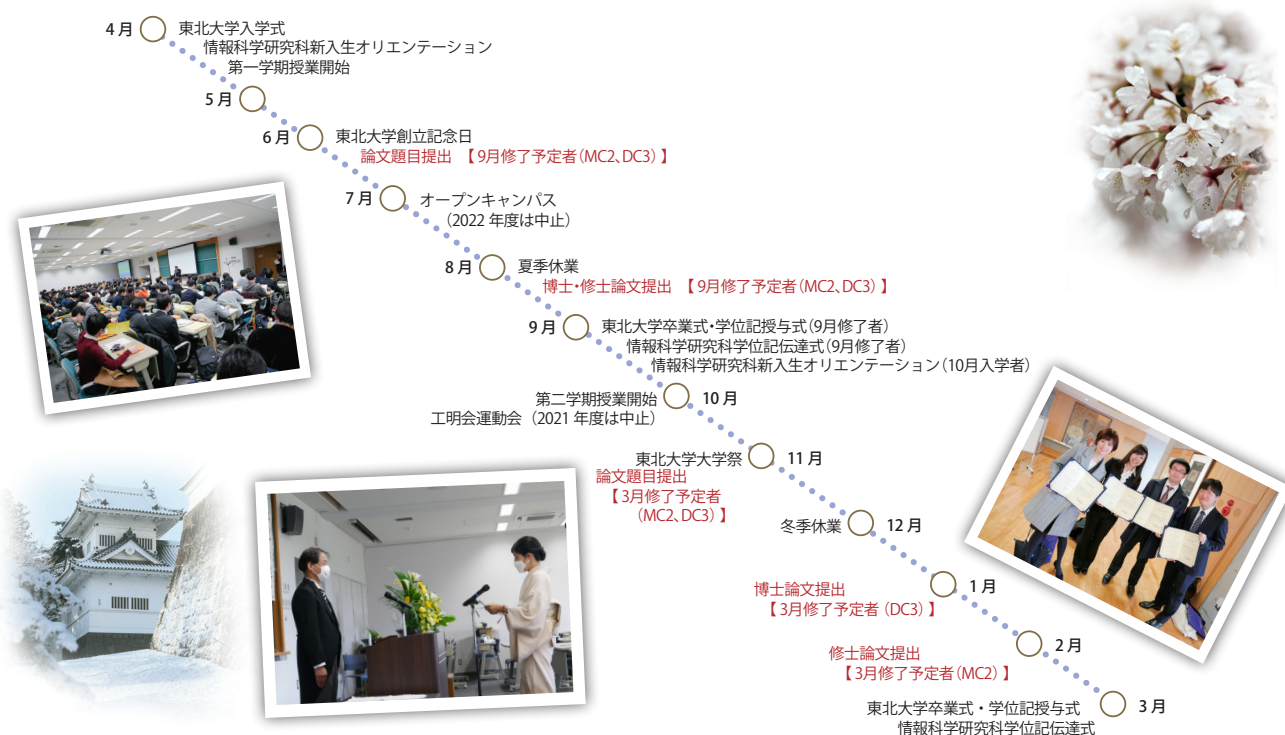 4月 東北大学入学式
情報科学研究科新入生オリエンテーション
第一学期授業開始
5月
6月 東北大学創立記念日
論文題目提出 【9月修了予定者(MC2、DC3)】
7月 オープンキャンパス
(2022年度は中止)
8月 夏季休業
博士・修士論文提出 【9月修了予定者(MC2、DC3)】
9月 東北大学卒業式・学位記授与式(9月修了者)
情報科学研究科学位記伝達式(9月修了者)
情報科学研究科新入生オリエンテーション(10月入学者)
第二学期授業開始 10月
工明会運動会 (2021年度は中止)
東北大学大学祭 11月
論文題目提出
【3月修了予定者
(MC2、DC3)】
冬季休業 12月
1月
博士論文提出
【3月修了予定者 (DC3)】
2月
修士論文提出
【3月修了予定者(MC2)】
東北大学卒業式・学位記授与式 3月
情報科学研究科学位記伝達式